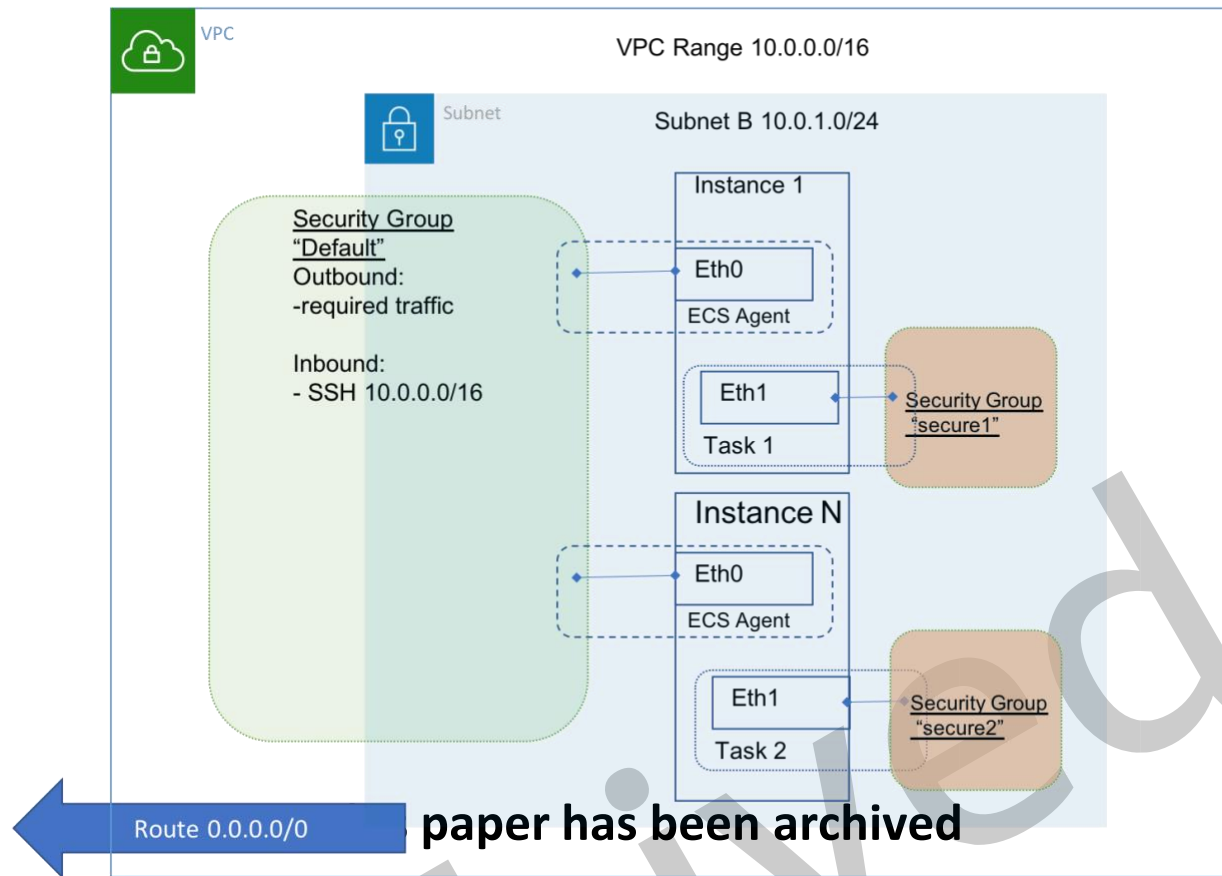 VPC
VPC Range 10.0.0.0/16
Subnet
Subnet B 10.0.1.0/24
Security Group
“Default”
Outbound:
-required traffic
Inbound:
- SSH 10.0.0.0/16
Instance 1
Eth0
ECS Agent
Eth1
Task 1
Security Group
“secure1”
Instance N
Eth0
ECS Agent
Eth1
Task 2
Security Group
“secure2”
Route 0.0.0.0/0
paper has been archived